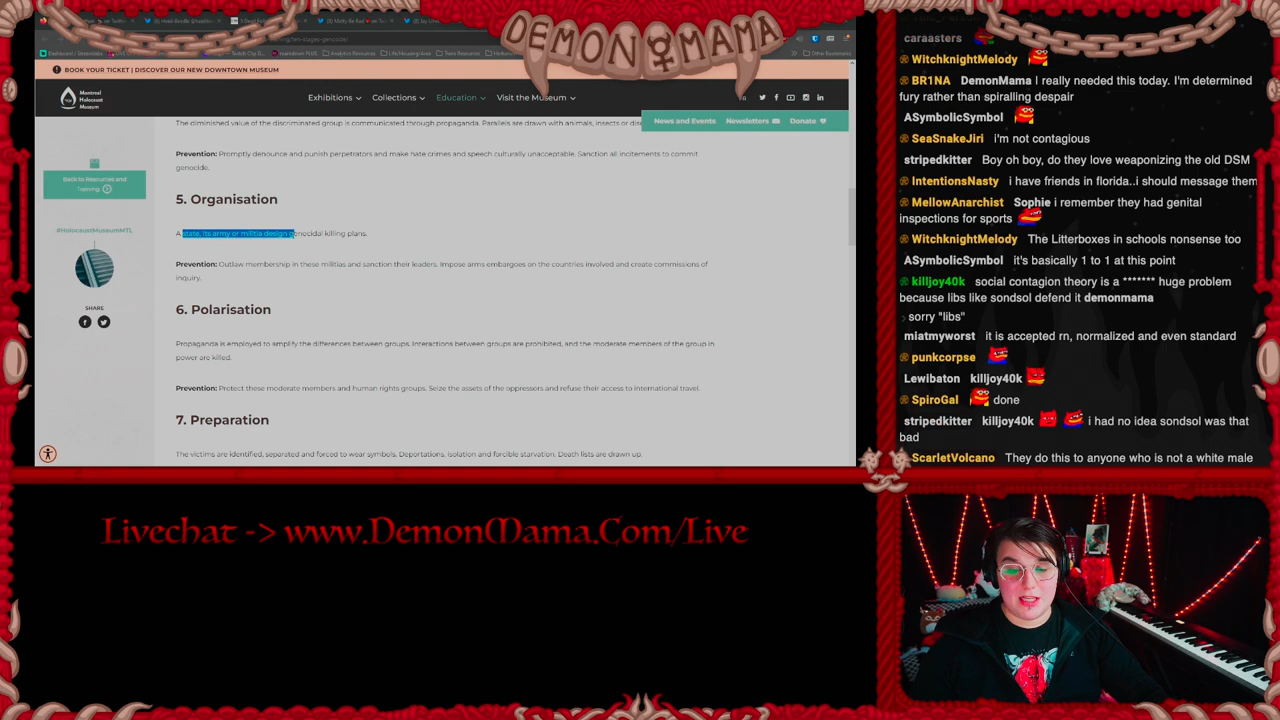 DEMONMAMA
BOOK YOUR TICKET | DISCOVER OUR NEW DOWNTOWN MUSEUM
Montreal
Holocaust
Museum
Exhibitions
Collections
Education
Visit the Museum
News and Events
Newsletters
Donate
The diminished value of the discriminated group is communicated through propaganda. Parallels are drawn with animals, insects or
Prevention: Promptly denounce and punish perpetrators and make hate crimes and speech culturally unacceptable. Sanction all incitements to commit
genocide.
Back to Resources and
Training
5. Organisation
#HolocaustMuseumMTL
A state, its army or militia design genocidal killing plans.
Prevention: Outlaw membership in these militias and sanction their leaders. Impose arms embargoes on the countries involved and create commissions of
inquiry.
SHARE
6. Polarisation
Propaganda is employed to amplify the differences between groups. Interactions between groups are prohibited, and the moderate members of the group in
power are killed.
Prevention: Protect these moderate members and human rights groups. Seize the assets of the oppressors and refuse their access to international travel.
7. Preparation
The victims are identified, separated and forced to wear symbols. Deportations, isolation and forcible starvation. Death lists are drawn up.
caraasters
WitchknightMelody
BR1NA DemonMama I really needed this today. I'm determined
fury rather than spiralling despair
ASymbolicSymbol
SeaSnakeJiri i'm not contagious
stripedkitter Boy oh boy, do they love weaponizing the old DSM
IntentionsNasty i have friends in florida..i should message them
MellowAnarchist Sophie i remember they had genital
inspections for sports
WitchknightMelody The Litterboxes in schools nonsense too
ASymbolicSymbol it's basically 1 to 1 at this point
killjoy40k social contagion theory is a ******* huge problem
because libs like sondsol defend it demonmama
sorry "libs"
miatmyworst it is accepted rn, normalized and even standard
punkcorpse
Lewibaton killjoy40k
SpiroGal done
stripedkitter killjoy40k i had no idea sondsol was that
bad
ScarletVolcano They do this to anyone who is not a white male
Livechat -> www.DemonMama.Com/Live